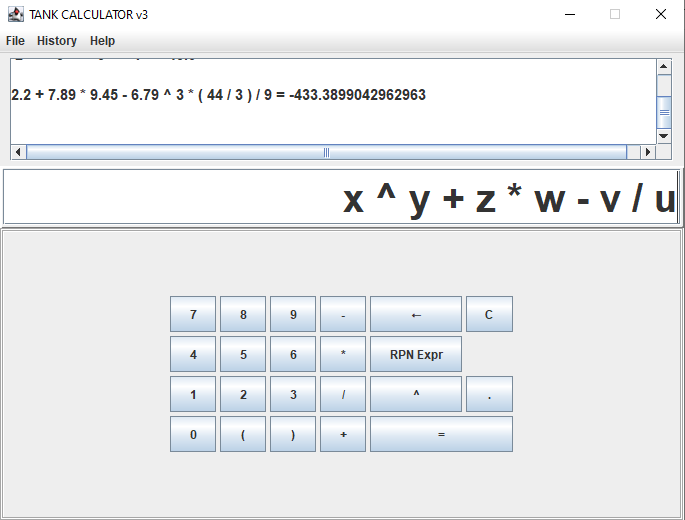 TANK CALCULATOR v3
File History Help
2.2 + 7.89 * 9.45 - 6.79 ^ 3 * ( 44 / 3 ) / 9 = -433.3899042962963
x ^ y + z * w - v / u
7 8 9 - ← C
4 5 6 * RPN Expr
1 2 3 / ^ .
0 ( ) + =